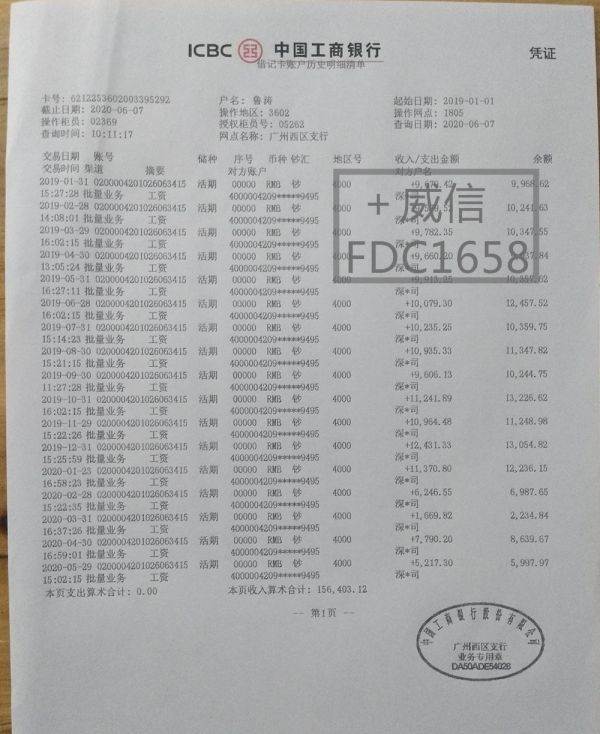 ICBC 中国工商银行
借记卡账户历史明细清单
凭证
卡号: 6212253602003395292 户名: 鲁涛 起始日期: 2019-01-01
截止日期: 2020-06-07 操作地区: 3602 操作网点: 1805
操作柜员: 02369 授权柜员号: 05262 查询日期: 2020-06-07
查询时间: 10:11:17 网点名称: 广州西区支行
交易日期 账号 储种 序号 币种 钞汇 地区号 收入/支出金额 余额
交易时间 渠道 摘要 对方账户 对方户名
2019-01-31 0200004201026063415 活期 00000 RMB 钞 4000 9,968.62
15:27:28 批量业务 工资 4000004209*****9495
2019-02-28 0200004201026063415 活期 00000 RMB 钞 4000 10,241.63
14:08:01 批量业务 工资 4000004209*****9495 深*司
2019-03-29 0200004201026063415 活期 00000 RMB 钞 4000 +9,782.35 10,347.55
16:02:15 批量业务 工资 4000004209*****9495 深*司
2019-04-30 0200004201026063415 活期 00000 RMB 钞 4000 +9,660.20
13:05:24 批量业务 工资 4000004209*****9495
2019-05-31 0200004201026063415 活期 00000 RMB 钞 4000 +9,913.25
16:27:11 批量业务 工资 4000004209*****9495 深*司
2019-06-28 0200004201026063415 活期 00000 RMB 钞 4000 +10,079.30 12,457.52
16:02:15 批量业务 工资 4000004209*****9495 深*司
2019-07-31 0200004201026063415 活期 00000 RMB 钞 4000 +10,235.25 10,359.75
15:14:23 批量业务 工资 4000004209*****9495 深*司
2019-08-30 0200004201026063415 活期 00000 RMB 钞 4000 +10,935.33 11,347.82
15:21:15 批量业务 工资 4000004209*****9495 深*司
2019-09-30 0200004201026063415 活期 00000 RMB 钞 4000 +9,606.13 10,244.75
11:27:28 批量业务 工资 4000004209*****9495 深*司
2019-10-31 0200004201026063415 活期 00000 RMB 钞 4000 +11,241.89 13,226.62
16:02:15 批量业务 工资 4000004209*****9495 深*司
2019-11-29 0200004201026063415 活期 00000 RMB 钞 4000 +10,964.48 11,248.98
15:22:26 批量业务 工资 4000004209*****9495 深*司
2019-12-31 0200004201026063415 活期 00000 RMB 钞 4000 +12,431.33 13,054.82
15:25:59 批量业务 工资 4000004209*****9495 深*司
2020-01-23 0200004201026063415 活期 00000 RMB 钞 4000 +11,370.80 12,236.15
16:58:23 批量业务 工资 4000004209*****9495 深*司
2020-02-28 0200004201026063415 活期 00000 RMB 钞 4000 +6,246.55 6,987.65
15:22:35 批量业务 工资 4000004209*****9495 深*司
2020-03-31 0200004201026063415 活期 00000 RMB 钞 4000 +1,669.82 2,234.84
16:37:26 批量业务 工资 4000004209*****9495 深*司
2020-04-30 0200004201026063415 活期 00000 RMB 钞 4000 +7,790.20 8,639.67
16:59:01 批量业务 工资 4000004209*****9495 深*司
2020-05-29 0200004201026063415 活期 00000 RMB 钞 4000 +5,217.30 5,997.97
15:02:15 批量业务 工资 4000004209*****9495 深*司
本页支出算术合计: 0.00 本页收入算术合计: 156,403.12
-- 第1页 --
中国工商银行股份有限公司
广州西区支行
业务专用章
DA50ADE54026
+威信
FDC1658